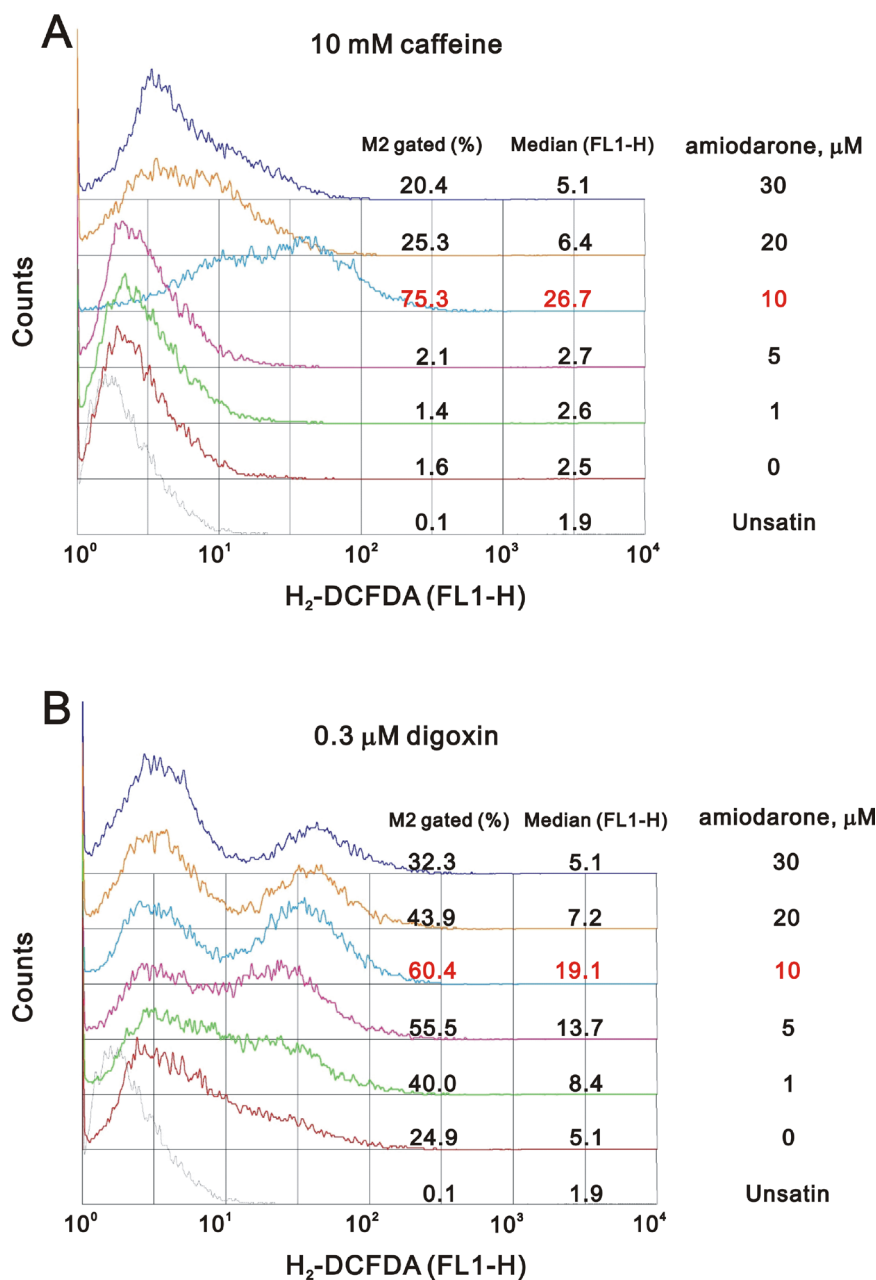 A
10 mM caffeine
M2 gated (%) Median (FL1-H) amiodarone, μM
20.4 5.1 30
25.3 6.4 20
75.3 26.7 10
2.1 2.7 5
1.4 2.6 1
1.6 2.5 0
0.1 1.9 Unsatin
Counts
10⁰ 10¹ 10² 10³ 10⁴
H₂-DCFDA (FL1-H)
B
0.3 μM digoxin
M2 gated (%) Median (FL1-H) amiodarone, μM
32.3 5.1 30
43.9 7.2 20
60.4 19.1 10
55.5 13.7 5
40.0 8.4 1
24.9 5.1 0
0.1 1.9 Unsatin
Counts
10⁰ 10¹ 10² 10³ 10⁴
H₂-DCFDA (FL1-H)